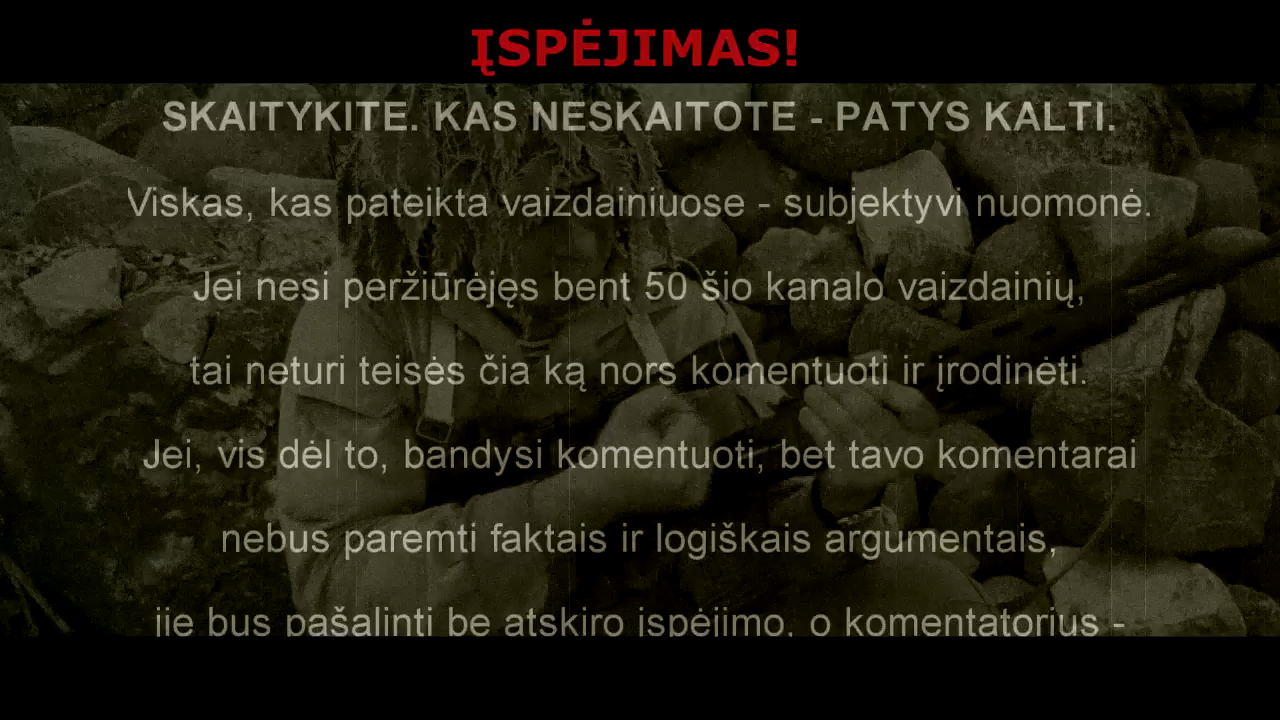 ĮSPĖJIMAS!
SKAITYKITE. KAS NESKAITOTE - PATYS KALTI.
Viskas, kas pateikta vaizdainiuose - subjektyvi nuomonė.
Jei nesi peržiūrėjęs bent 50 šio kanalo vaizdainių,
tai neturi teisės čia ką nors komentuoti ir įrodinėti.
Jei, vis dėl to, bandysi komentuoti, bet tavo komentarai
nebus paremti faktais ir logiškais argumentais,
jie bus pašalinti be atskiro įspėjimo, o komentatorius -